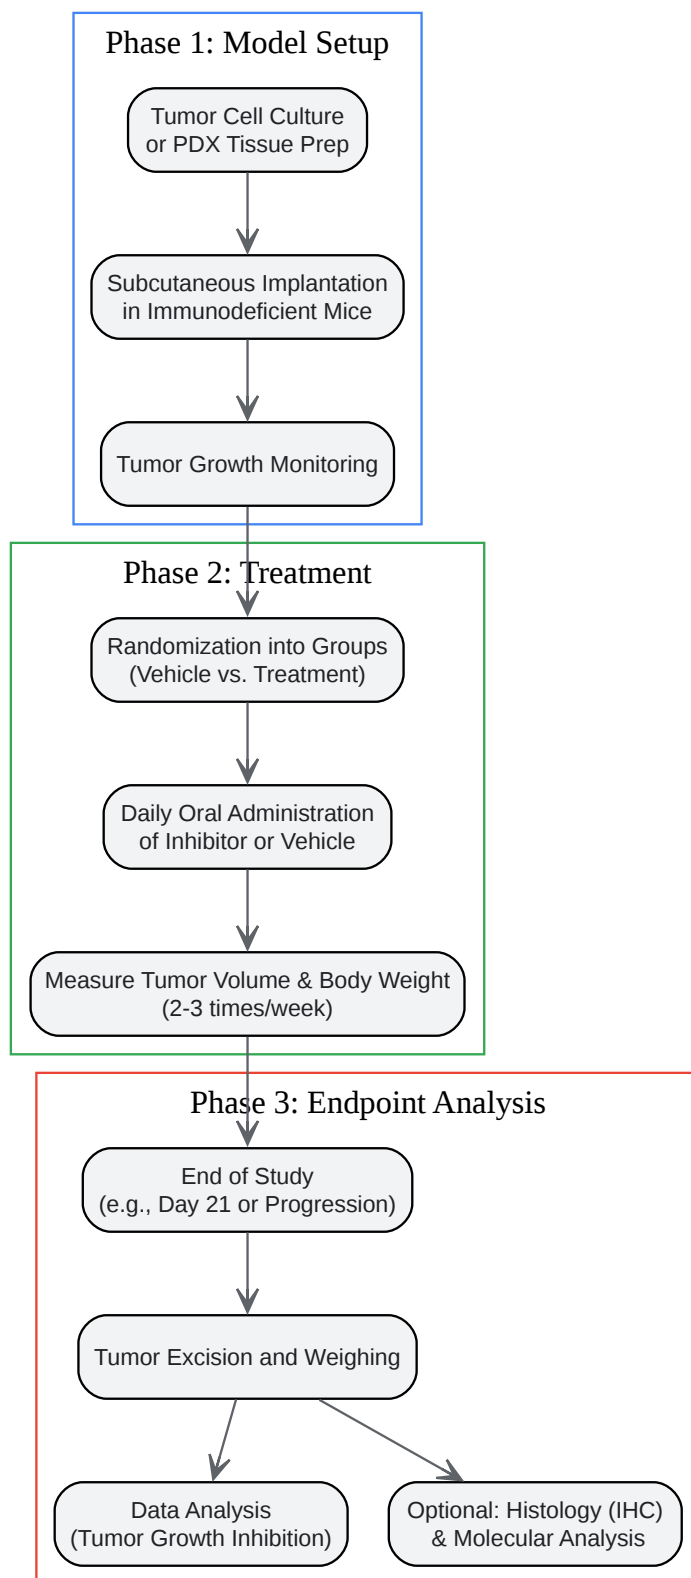 Phase 1: Model Setup
Tumor Cell Culture
or PDX Tissue Prep
Subcutaneous Implantation
in Immunodeficient Mice
Tumor Growth Monitoring
Phase 2: Treatment
Randomization into Groups
(Vehicle vs. Treatment)
Daily Oral Administration
of Inhibitor or Vehicle
Measure Tumor Volume & Body Weight
(2-3 times/week)
Phase 3: Endpoint Analysis
End of Study
(e.g., Day 21 or Progression)
Tumor Excision and Weighing
Data Analysis
(Tumor Growth Inhibition)
Optional: Histology (IHC)
& Molecular Analysis